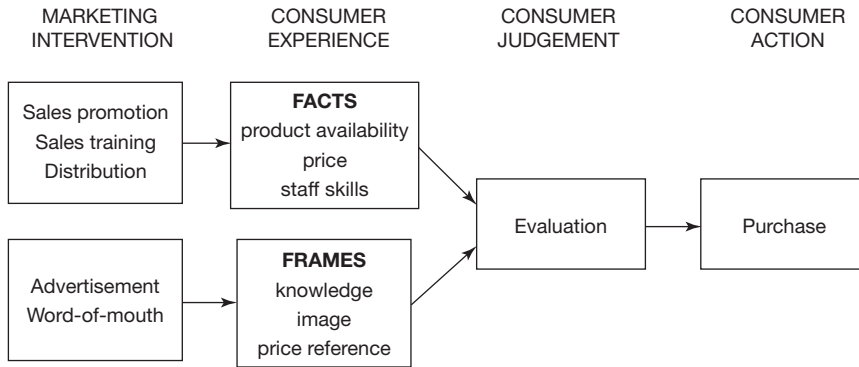 MARKETING
INTERVENTION
CONSUMER
EXPERIENCE
CONSUMER
JUDGEMENT
CONSUMER
ACTION
Sales promotion
Sales training
Distribution
FACTS
product availability
price
staff skills
Advertisement
Word-of-mouth
FRAMES
knowledge
image
price reference
Evaluation
Purchase